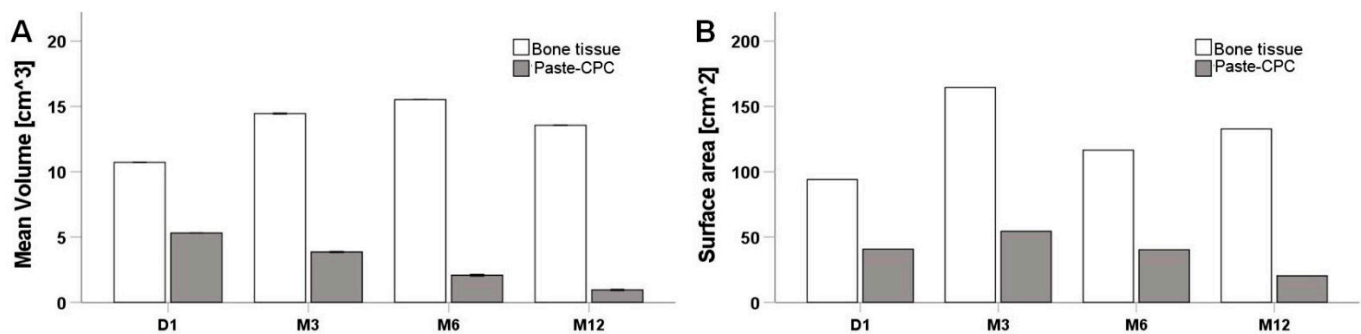 A
Mean Volume [cm^3]
20
15
10
5
0
Bone tissue
Paste-CPC
D1 M3 M6 M12
B
Surface area [cm^2]
200
150
100
50
0
Bone tissue
Paste-CPC
D1 M3 M6 M12